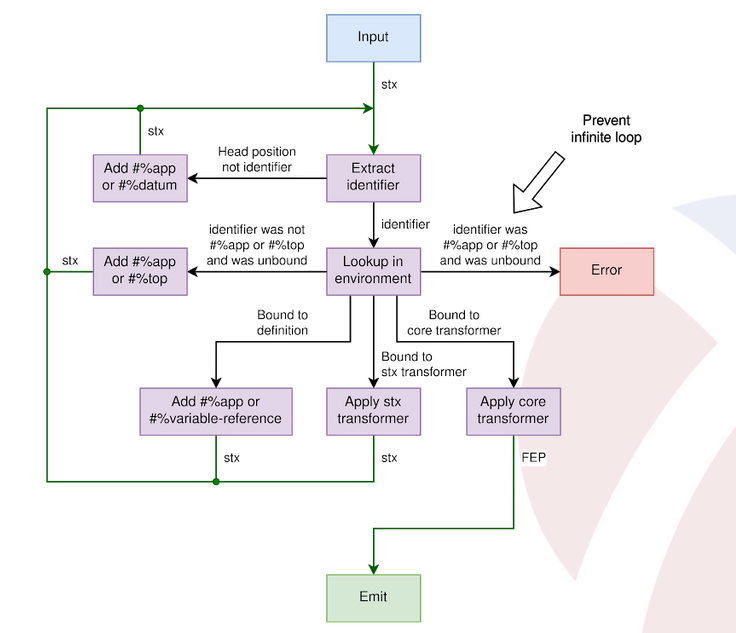 Input
stx
Prevent
infinite loop
stx
Head position
not identifier
Add #%app
or #%datum
Extract
identifier
identifier
identifier was not
#%app or #%top
and was unbound
identifier was
#%app or #%top
and was unbound
stx
Add #%app
or #%top
Lookup in
environment
Error
Bound to
definition
Bound to
core transformer
Bound to
stx transformer
Add #%app or
#%variable-reference
Apply stx
transformer
Apply core
transformer
stx
stx
FEP
Emit